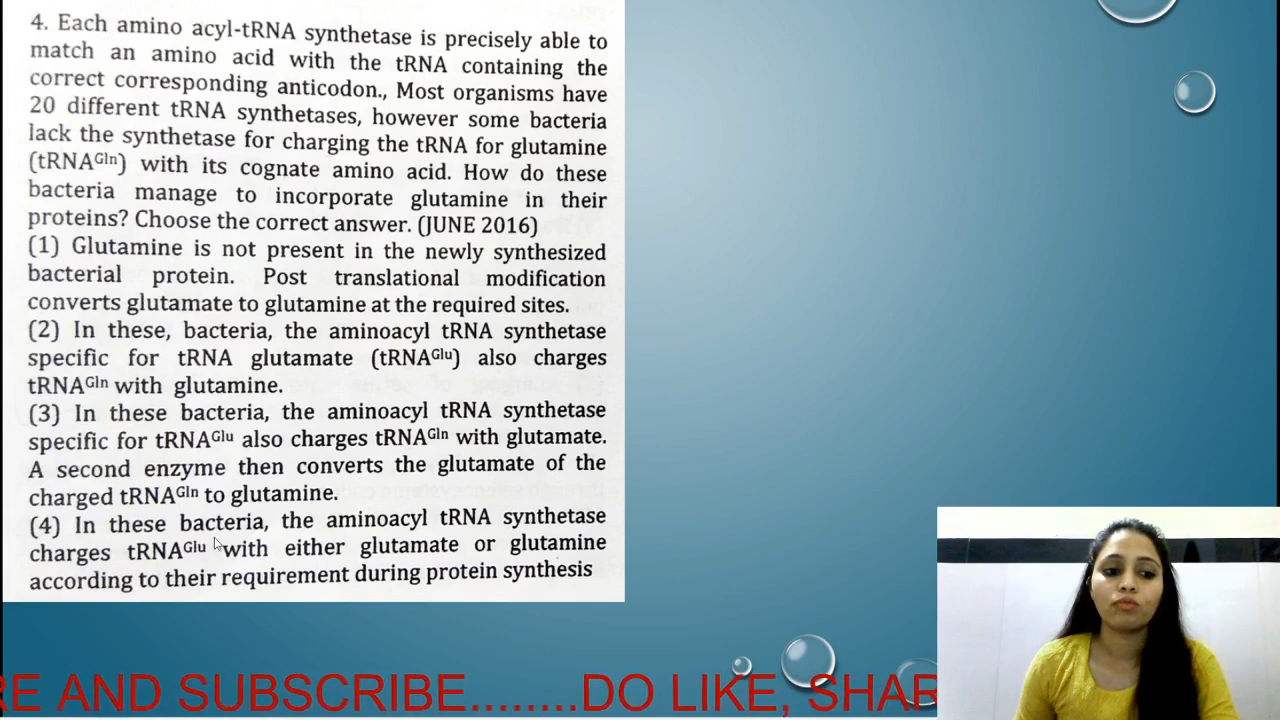 4. Each amino acyl-tRNA synthetase is precisely able to
match an amino acid with the tRNA containing the
correct corresponding anticodon., Most organisms have
20 different tRNA synthetases, however some bacteria
lack the synthetase for charging the tRNA for glutamine
(tRNAᴳˡⁿ) with its cognate amino acid. How do these
bacteria manage to incorporate glutamine in their
proteins? Choose the correct answer. (JUNE 2016)
(1) Glutamine is not present in the newly synthesized
bacterial protein. Post translational modification
converts glutamate to glutamine at the required sites.
(2) In these, bacteria, the aminoacyl tRNA synthetase
specific for tRNA glutamate (tRNAᴳˡᵘ) also charges
tRNAᴳˡⁿ with glutamine.
(3) In these bacteria, the aminoacyl tRNA synthetase
specific for tRNAᴳˡᵘ also charges tRNAᴳˡⁿ with glutamate.
A second enzyme then converts the glutamate of the
charged tRNAᴳˡⁿ to glutamine.
(4) In these bacteria, the aminoacyl tRNA synthetase
charges tRNAᴳˡᵘ with either glutamate or glutamine
according to their requirement during protein synthesis
RE AND SUBSCRIBE........DO LIKE, SHAR